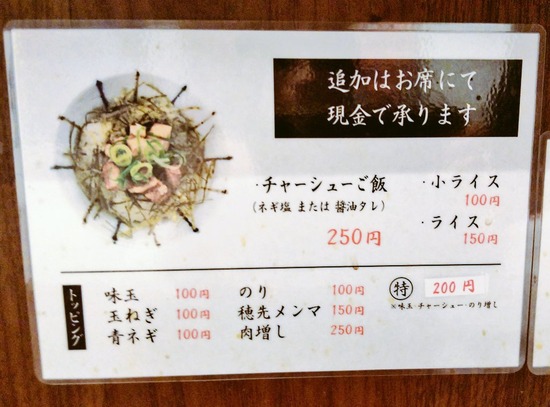 追加はお席にて
現金で承ります
・チャーシューご飯
(ネギ塩 または 醤油タレ)
250円
・小ライス
100円
・ライス
150円
トッピング
味玉 100円
玉ねぎ 100円
青ネギ 100円
のり 100円
穂先メンマ 150円
肉増し 250円
特 200円
※味玉・チャーシュー・のり増し